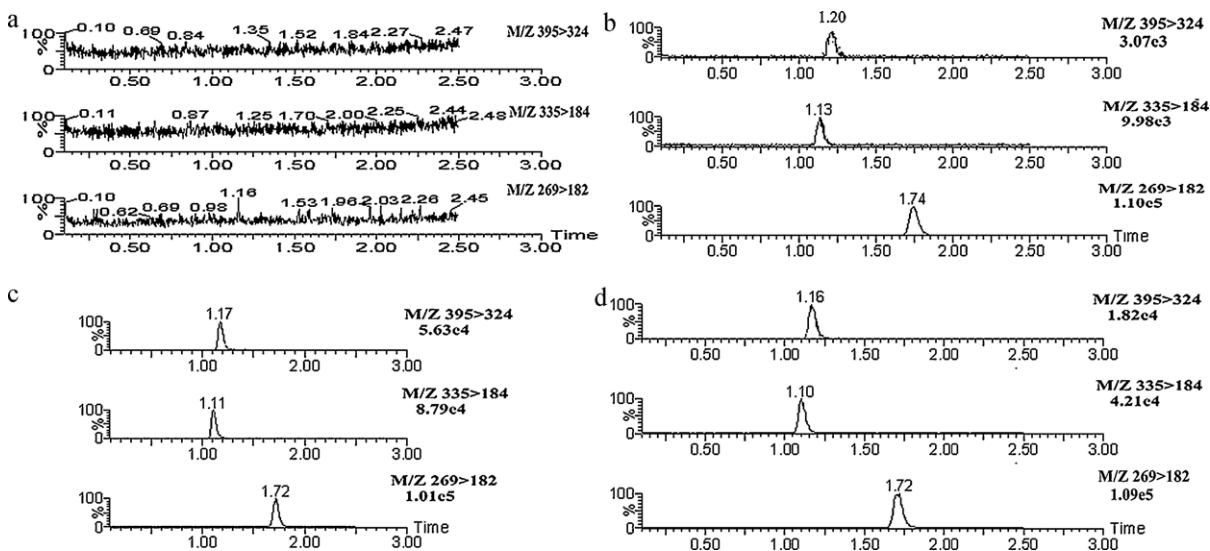 a
100
%
0
0.10 0.69 0.84 1.35 1.52 1.84 2.27 2.47
M/Z 395>324
0.50 1.00 1.50 2.00 2.50 3.00
100
%
0
0.11 0.87 1.25 1.70 2.00 2.25 2.44 2.48
M/Z 335>184
0.50 1.00 1.50 2.00 2.50 3.00
100
%
0
0.10 0.62 0.69 0.93 1.16 1.53 1.96 2.03 2.26 2.45
M/Z 269>182
Time
0.50 1.00 1.50 2.00 2.50 3.00
b
1.20
M/Z 395>324
3.07e3
100
%
0
0.50 1.00 1.50 2.00 2.50 3.00
1.13
M/Z 335>184
9.98e3
100
%
0
0.50 1.00 1.50 2.00 2.50 3.00
1.74
M/Z 269>182
1.10e5
100
%
0
Time
0.50 1.00 1.50 2.00 2.50 3.00
c
1.17
M/Z 395>324
5.63e4
100
%
0
1.00 2.00 3.00
1.11
M/Z 335>184
8.79e4
100
%
0
1.00 2.00 3.00
1.72
M/Z 269>182
1.01e5
100
%
0
Time
1.00 2.00 3.00
d
1.16
M/Z 395>324
1.82e4
100
%
0
0.50 1.00 1.50 2.00 2.50 3.00
1.10
M/Z 335>184
4.21e4
100
%
0
0.50 1.00 1.50 2.00 2.50 3.00
1.72
M/Z 269>182
1.09e5
100
%
0
Time
0.50 1.00 1.50 2.00 2.50 3.00